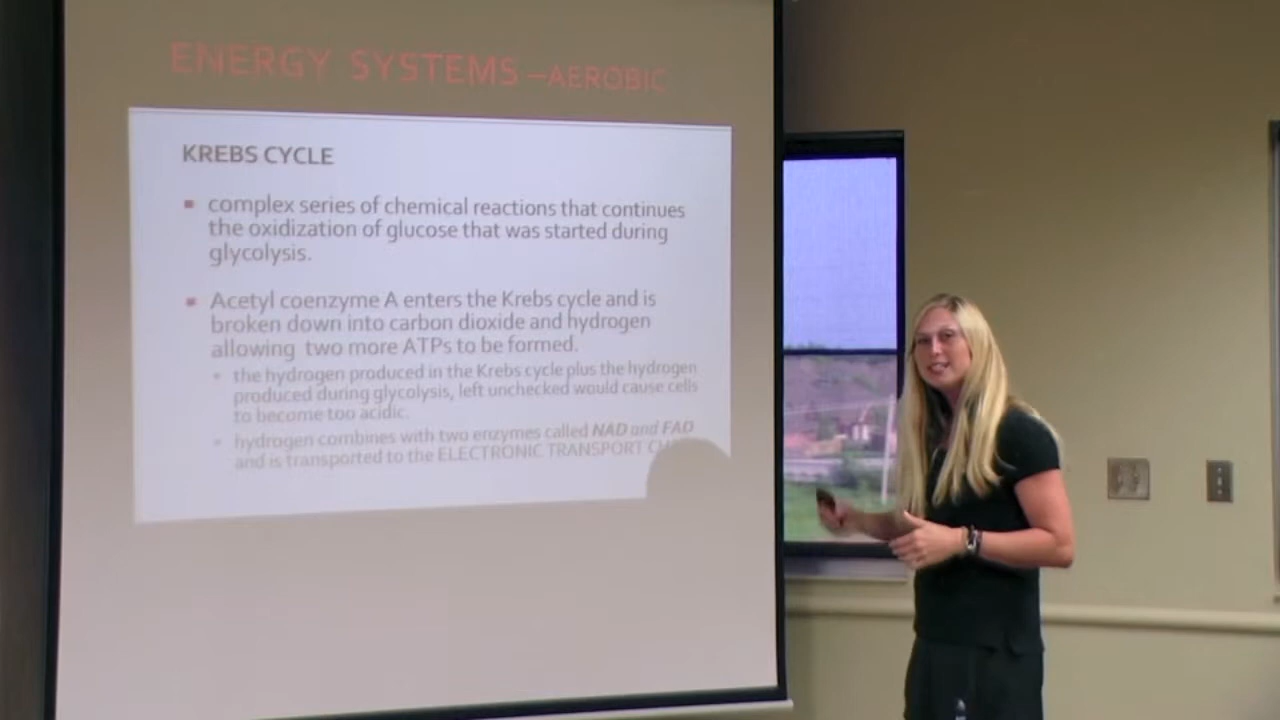 ENERGY SYSTEMS –AEROBIC
KREBS CYCLE
▪ complex series of chemical reactions that continues
the oxidization of glucose that was started during
glycolysis.
▪ Acetyl coenzyme A enters the Krebs cycle and is
broken down into carbon dioxide and hydrogen
allowing two more ATPs to be formed.
▪ the hydrogen produced in the Krebs cycle plus the hydrogen
produced during glycolysis, left unchecked would cause cells
to become too acidic.
▪ hydrogen combines with two enzymes called NAD and FAD
and is transported to the ELECTRONIC TRANSPORT